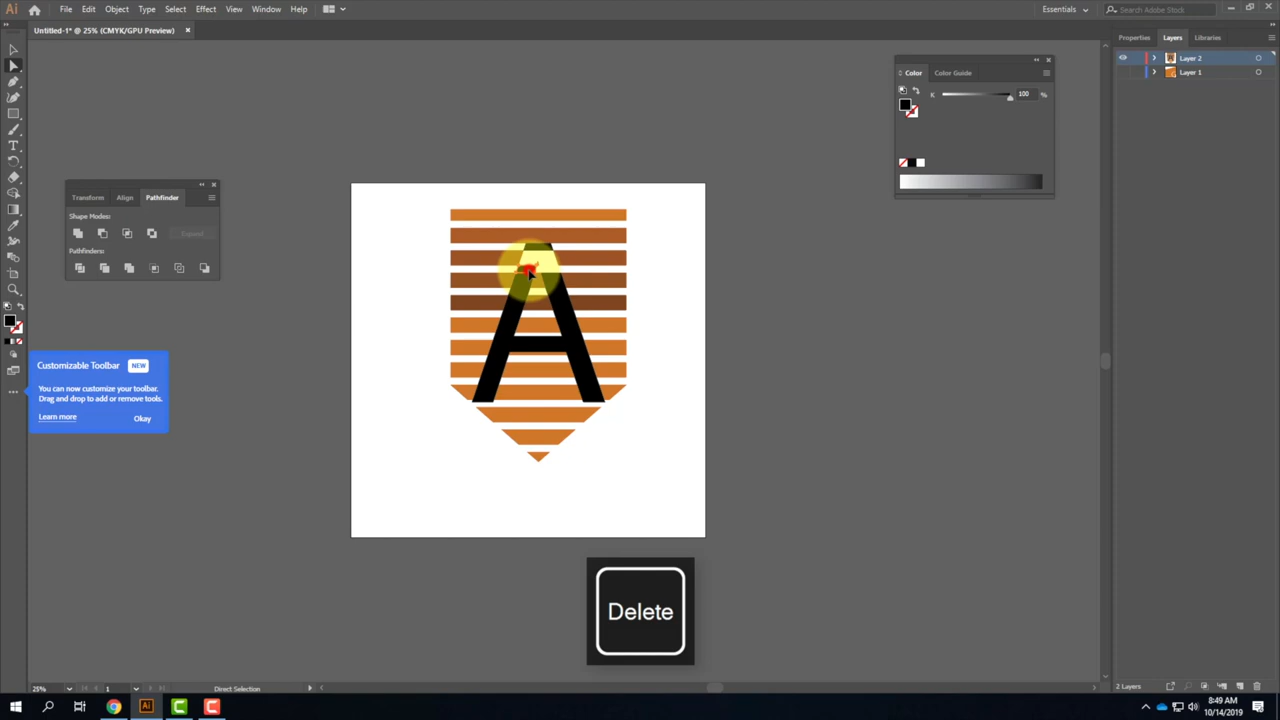 Ai File Edit Object Type Select Effect View Window Help Essentials Search Adobe Stock
Untitled-1* @ 25% (CMYK/GPU Preview)
Properties Layers Libraries
Layer 2
Layer 1
Color Color Guide
K 100 %
Transform Align Pathfinder
Shape Modes:
Expand
Pathfinders:
A
Customizable Toolbar NEW
You can now customize your toolbar.
Drag and drop to add or remove tools.
Learn more Okay
Delete
25% 1 Direct Selection 2 Layers
Ai
8:49 AM
10/14/2019